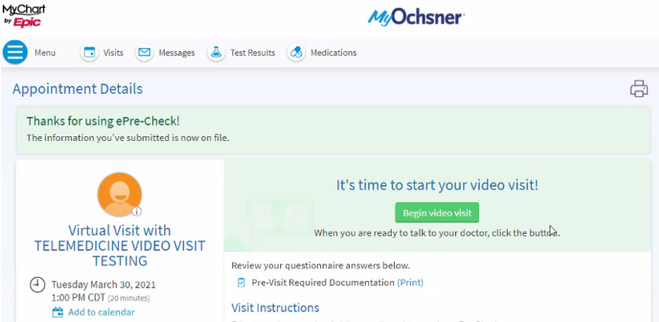 MyChart
by Epic
MyOchsner
Menu
Visits
Messages
Test Results
Medications
Appointment Details
Thanks for using ePre-Check!
The information you've submitted is now on file.
It's time to start your video visit!
Begin video visit
When you are ready to talk to your doctor, click the button.
Virtual Visit with
TELEMEDICINE VIDEO VISIT
TESTING
Tuesday March 30, 2021
1:00 PM CDT (20 minutes)
Add to calendar
Review your questionnaire answers below.
Pre-Visit Required Documentation (Print)
Visit Instructions